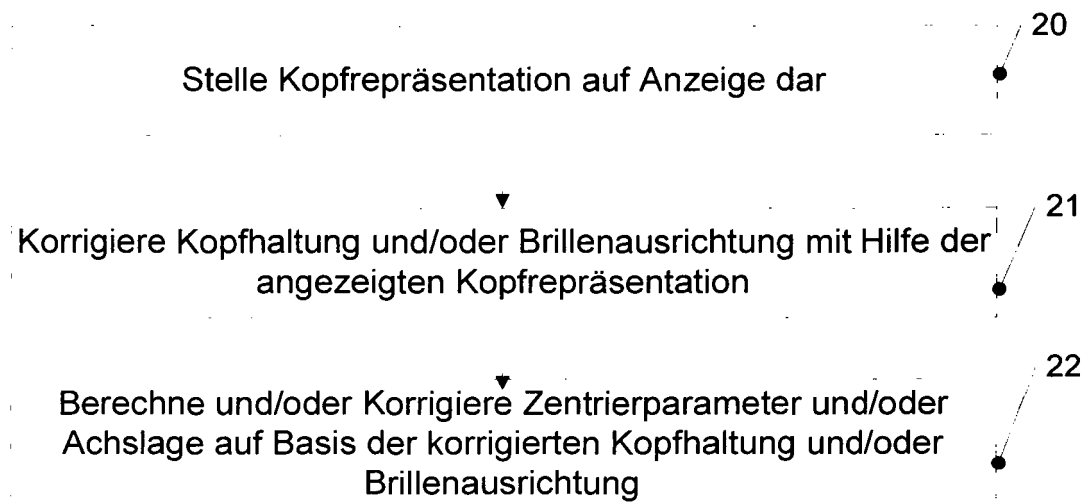 20
Stelle Kopfrepräsentation auf Anzeige dar
21
Korrigiere Kopfhaltung und/oder Brillenausrichtung mit Hilfe der
angezeigten Kopfrepräsentation
22
Berechne und/oder Korrigiere Zentrierparameter und/oder
Achslage auf Basis der korrigierten Kopfhaltung und/oder
Brillenausrichtung